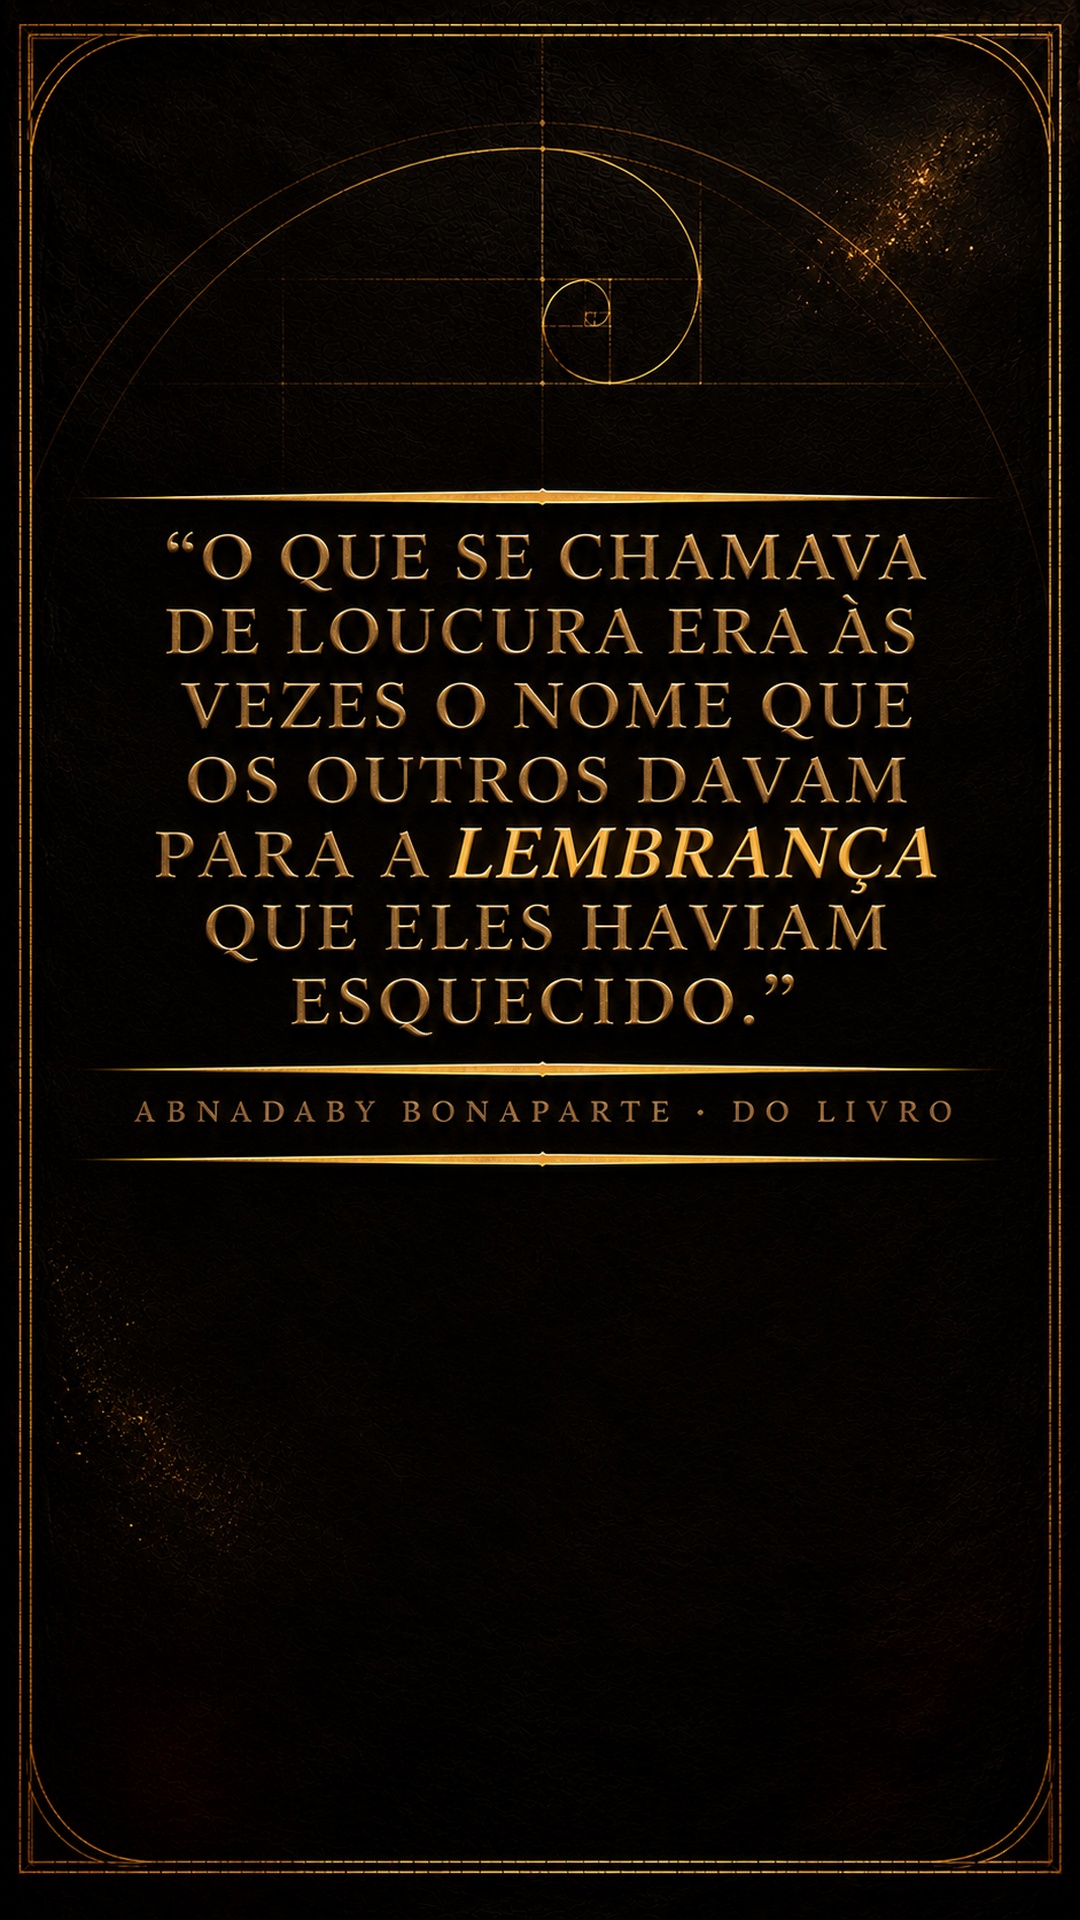 “O QUE SE CHAMAVA
DE LOUCURA ERA ÀS
VEZES O NOME QUE
OS OUTROS DAVAM
PARA A LEMBRANÇA
QUE ELES HAVIAM
ESQUECIDO.”
ABNADABY BONAPARTE · DO LIVRO